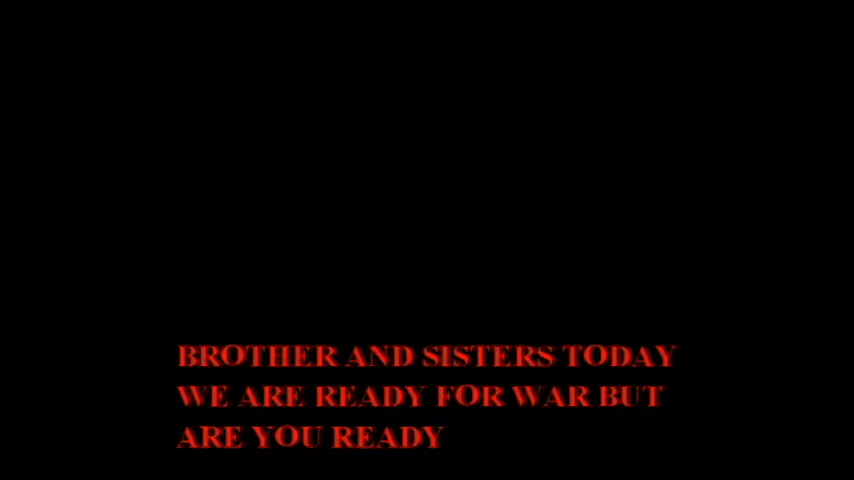 BROTHER AND SISTERS TODAY
WE ARE READY FOR WAR BUT
ARE YOU READY